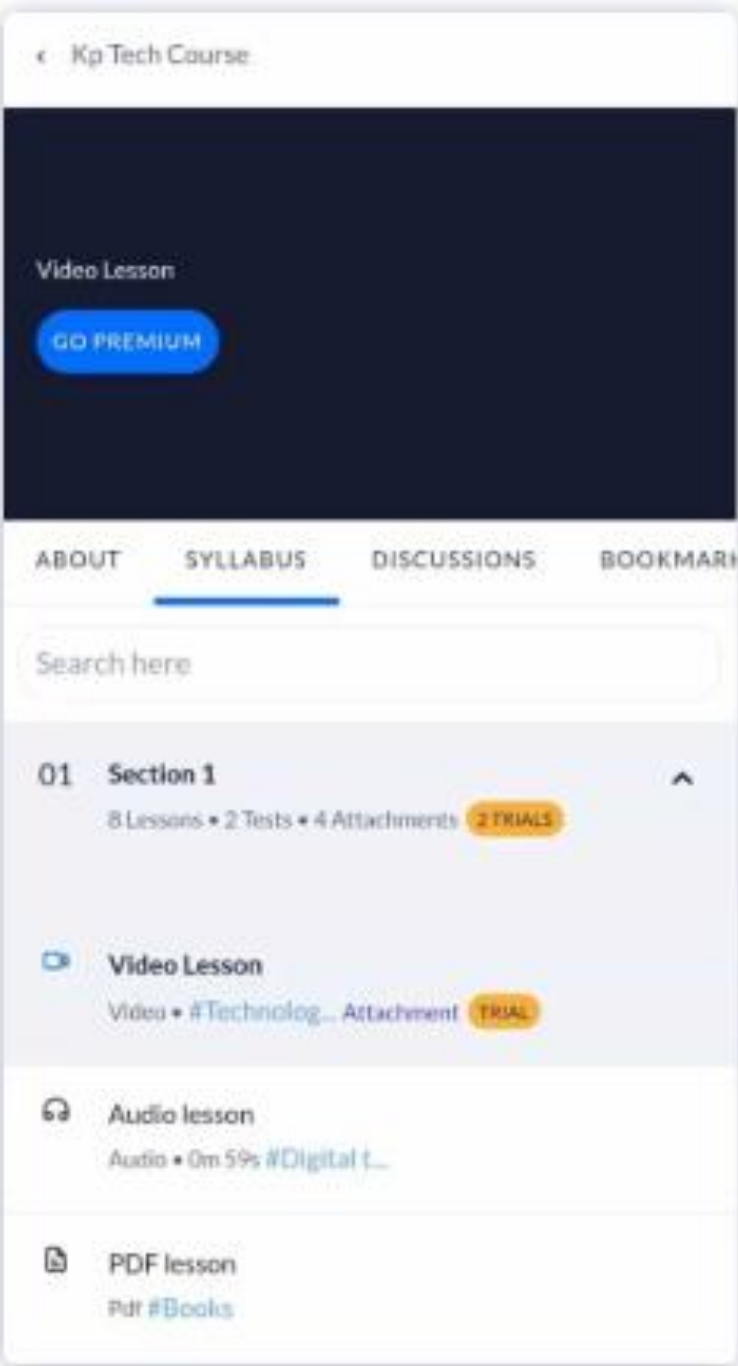 ‹ Kp Tech Course
Video Lesson
GO PREMIUM
ABOUT SYLLABUS DISCUSSIONS BOOKMARK
Search here
01 Section 1
8 Lessons • 2 Tests • 4 Attachments 2 TRIALS
Video Lesson
Video • #Technolog... Attachment TRIAL
Audio lesson
Audio • 0m 59s #Digital t...
PDF lesson
Pdf #Books